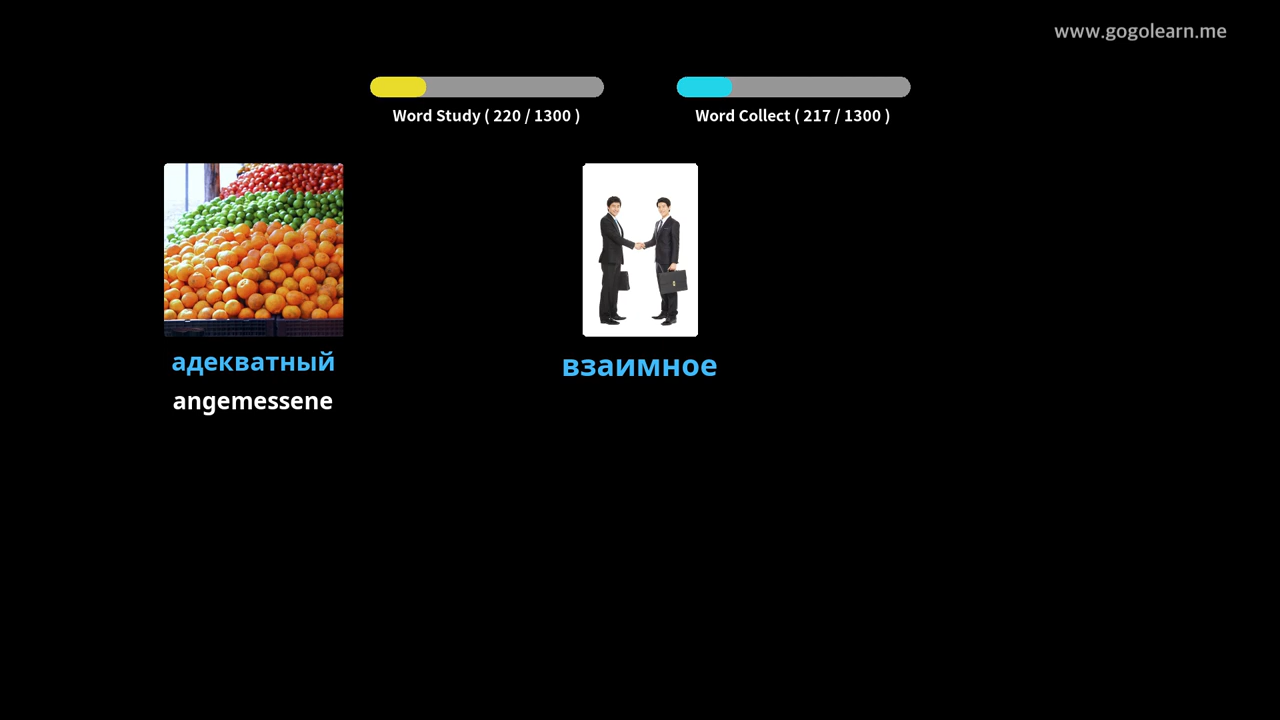 www.gogolearn.me
Word Study ( 220 / 1300 )
Word Collect ( 217 / 1300 )
адекватный
angemessene
взаимное